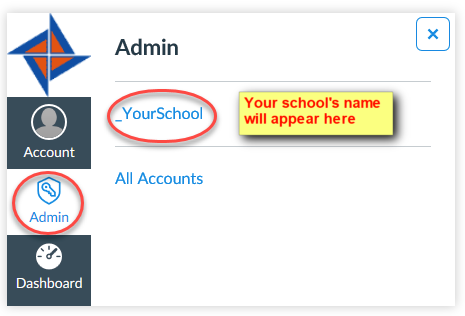 Admin
×
_YourSchool
Your school's name
will appear here
Account
All Accounts
Admin
Dashboard